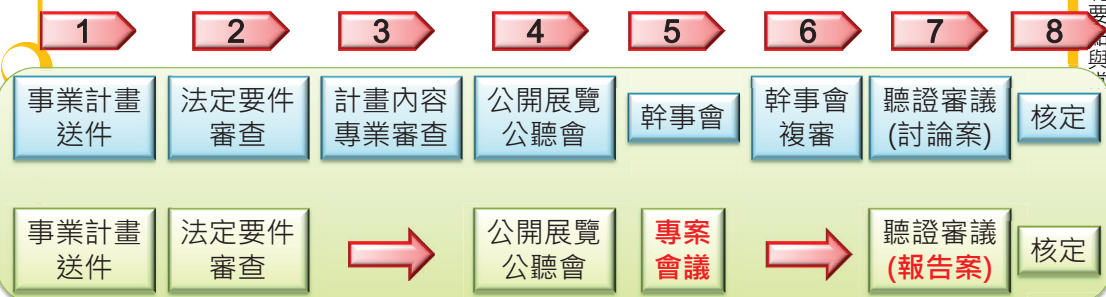 1 2 3 4 5 6 7 8
事業計畫 法定要件 計畫內容 公開展覽 幹事會 幹事會 聽證審議 核定
送件 審查 專業審查 公聽會 複審 (討論案)
事業計畫 法定要件 公開展覽 專案 聽證審議 核定
送件 審查 公聽會 會議 (報告案)
要
與